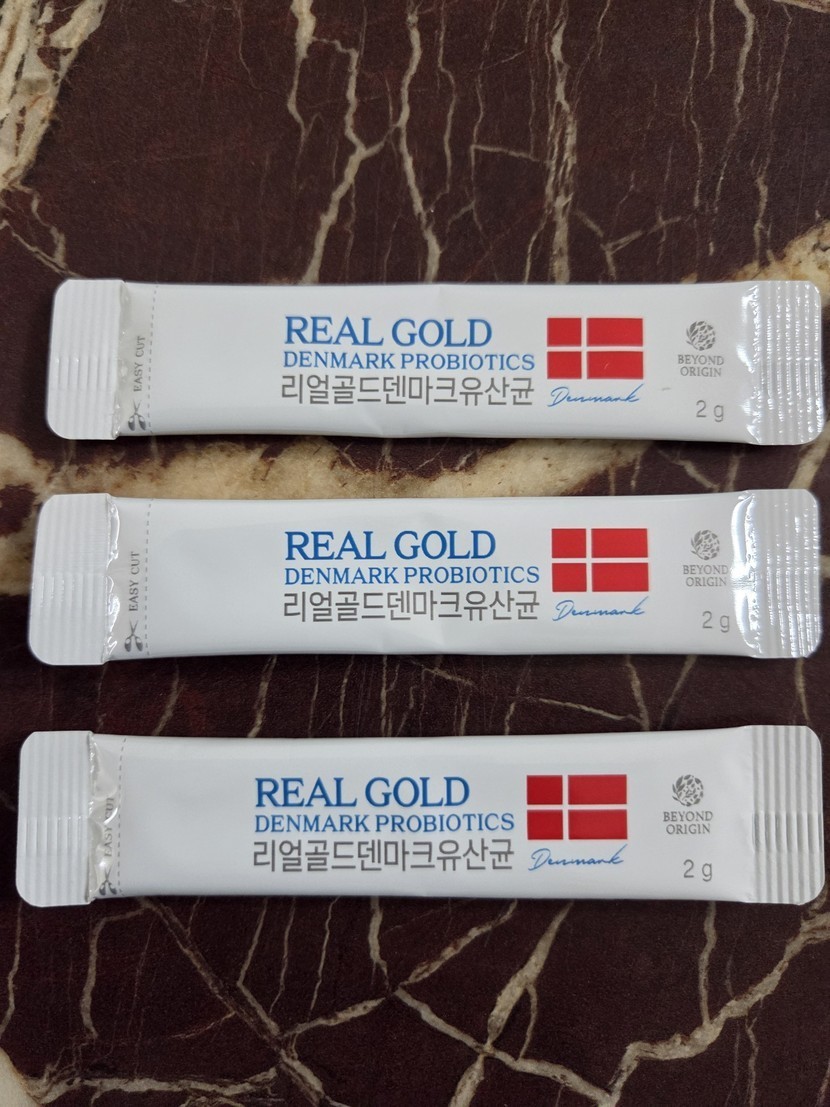 EASY CUT
REAL GOLD
DENMARK PROBIOTICS
리얼골드덴마크유산균
Denmark
BEYOND
ORIGIN
2 g
EASY CUT
REAL GOLD
DENMARK PROBIOTICS
리얼골드덴마크유산균
Denmark
BEYOND
ORIGIN
2 g
EASY
REAL GOLD
DENMARK PROBIOTICS
리얼골드덴마크유산균
Denmark
BEYOND
ORIGIN
2 g